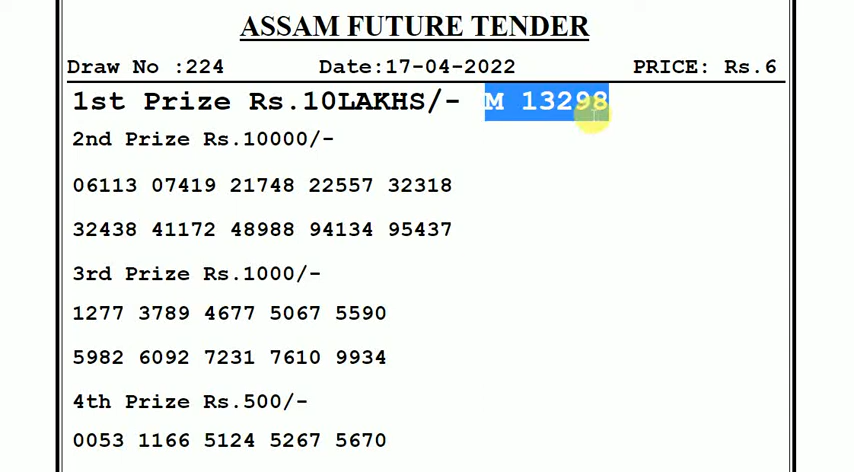 ASSAM FUTURE TENDER
Draw No :224 Date:17-04-2022 PRICE: Rs.6
1st Prize Rs.10LAKHS/- M 13298
2nd Prize Rs.10000/-
06113 07419 21748 22557 32318
32438 41172 48988 94134 95437
3rd Prize Rs.1000/-
1277 3789 4677 5067 5590
5982 6092 7231 7610 9934
4th Prize Rs.500/-
0053 1166 5124 5267 5670